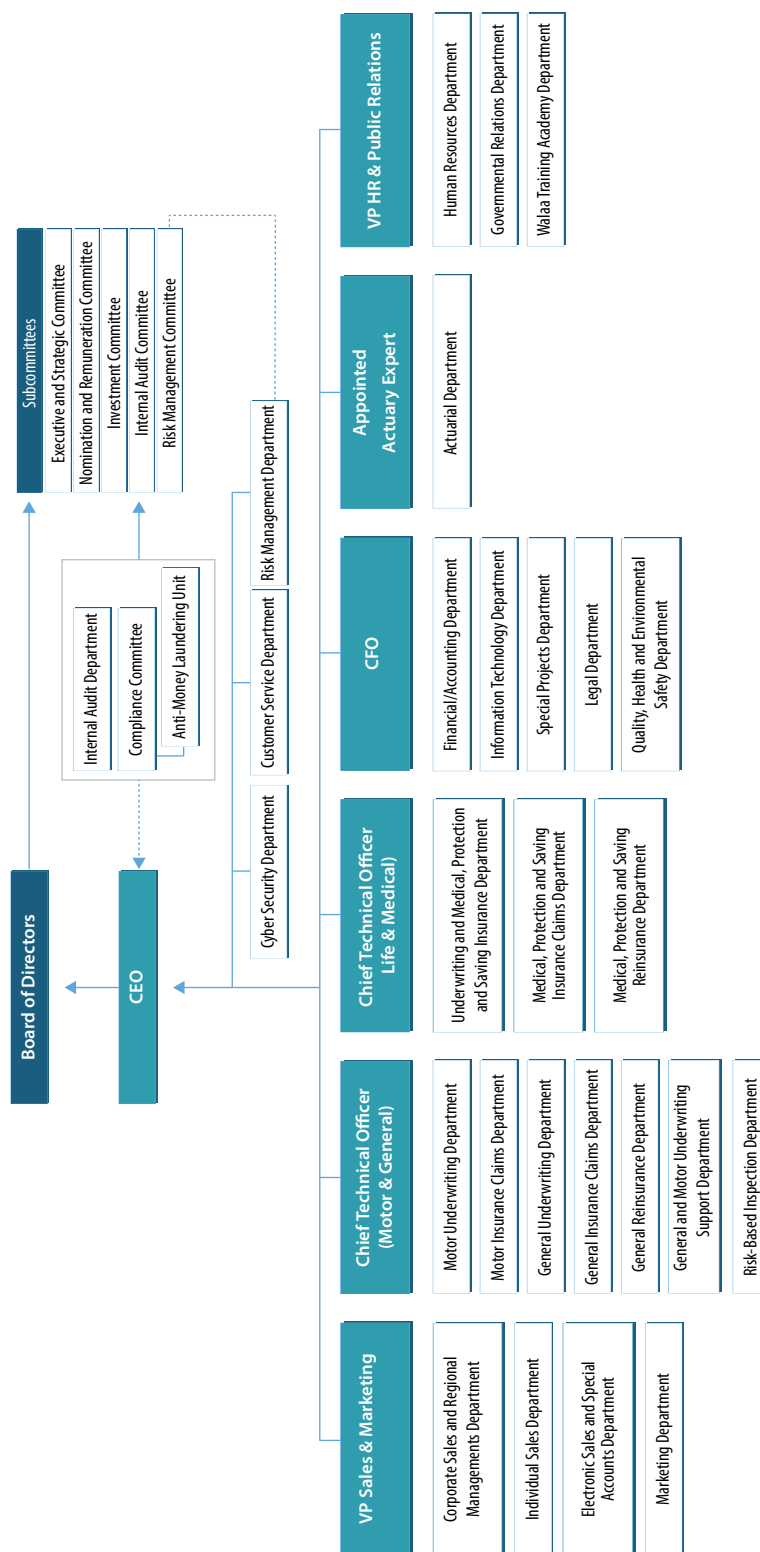 Board of Directors
CEO
Subcommittees
Executive and Strategic Committee
Nomination and Remuneration Committee
Investment Committee
Internal Audit Committee
Risk Management Committee
Internal Audit Department
Compliance Committee
Anti-Money Laundering Unit
Cyber Security Department
Customer Service Department
Risk Management Department
VP Sales & Marketing
Corporate Sales and Regional
Managements Department
Individual Sales Department
Electronic Sales and Special
Accounts Department
Marketing Department
Chief Technical Officer
(Motor & General)
Motor Underwriting Department
Motor Insurance Claims Department
General Underwriting Department
General Insurance Claims Department
General Reinsurance Department
General and Motor Underwriting
Support Department
Risk-Based Inspection Department
Chief Technical Officer
Life & Medical)
Underwriting and Medical, Protection
and Saving Insurance Department
Medical, Protection and Saving
Insurance Claims Department
Medical, Protection and Saving
Reinsurance Department
CFO
Financial/Accounting Department
Information Technology Department
Special Projects Department
Legal Department
Quality, Health and Environmental
Safety Department
Appointed
Actuary Expert
Actuarial Department
VP HR & Public Relations
Human Resources Department
Governmental Relations Department
Walaa Training Academy Department